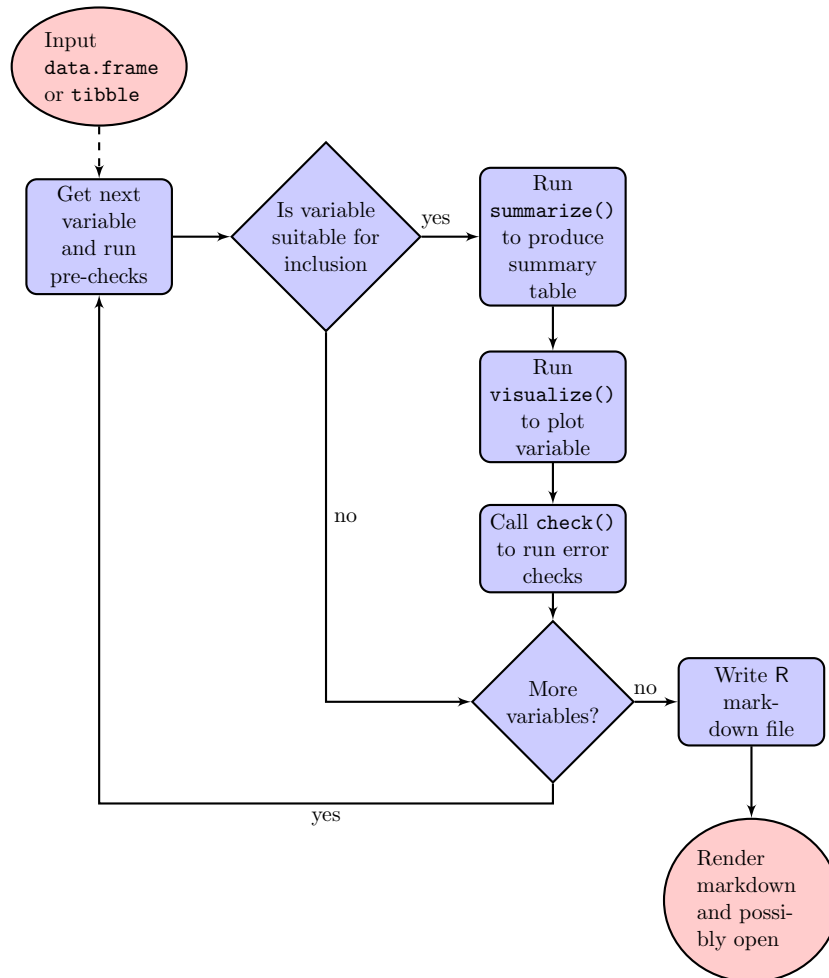 Input
data.frame
or tibble
Get next
variable
and run
pre-checks
Is variable
suitable for
inclusion
yes
Run
summarize()
to produce
summary
table
Run
visualize()
to plot
variable
no
Call check()
to run error
checks
More
variables?
no
Write R
mark-
down file
yes
Render
markdown
and possi-
bly open